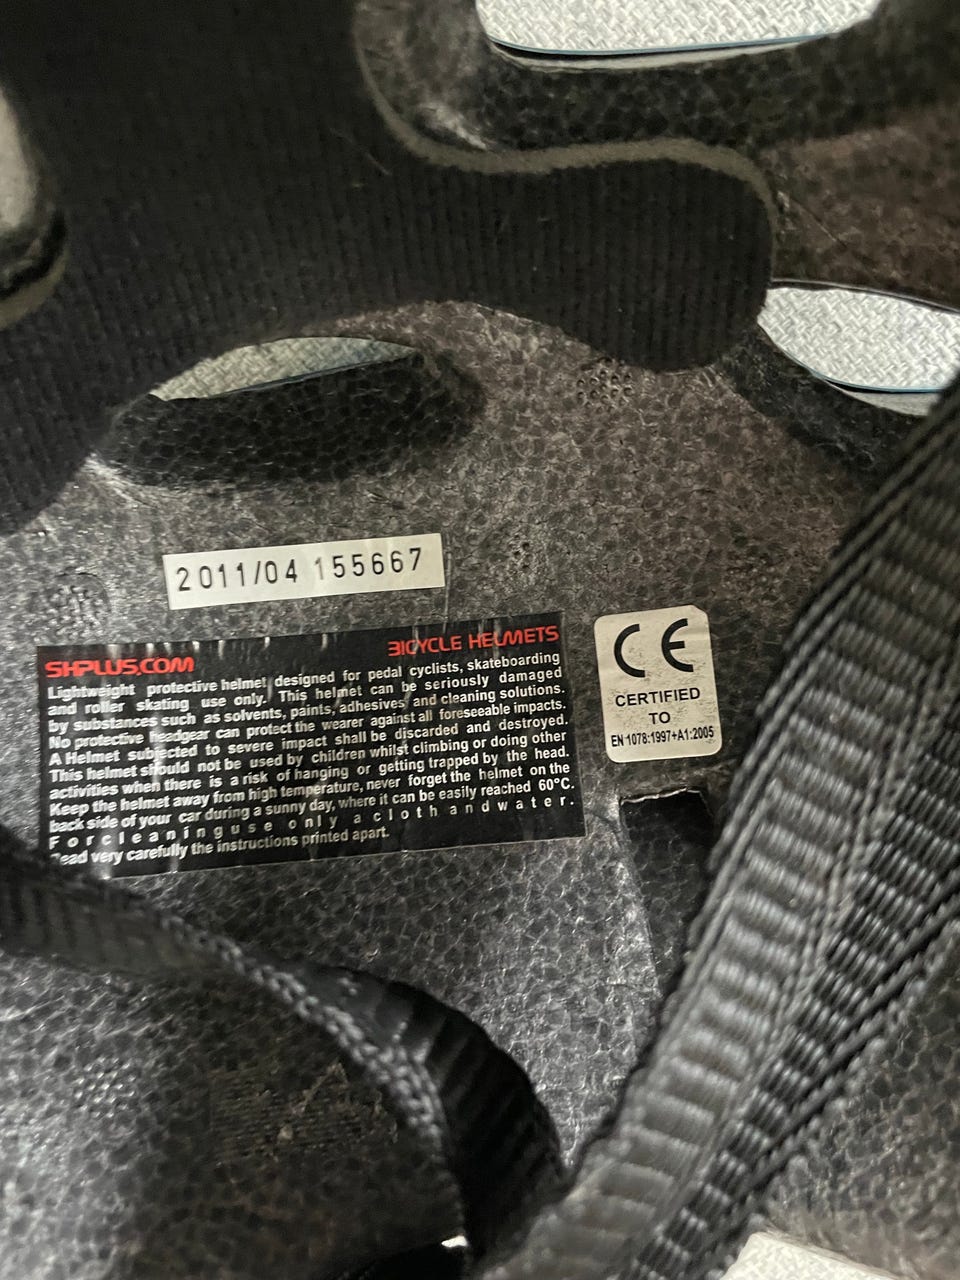 2011/04 155667
SHPLUS.COM BICYCLE HELMETS
Lightweight protective helmet designed for pedal cyclists, skateboarding
and roller skating use only. This helmet can be seriously damaged
by substances such as solvents, paints, adhesives and cleaning solutions.
No protective headgear can protect the wearer against all foreseeable impacts.
A Helmet subjected to severe impact shall be discarded and destroyed.
This helmet should not be used by children whilst climbing or doing other
activities when there is a risk of hanging or getting trapped by the head.
Keep the helmet away from high temperature, never forget the helmet on the
back side of your car during a sunny day, where it can be easily reached 60°C.
For cleaning use only a cloth and water.
Read very carefully the instructions printed apart.
CE
CERTIFIED
TO
EN 1078:1997+A1:2005